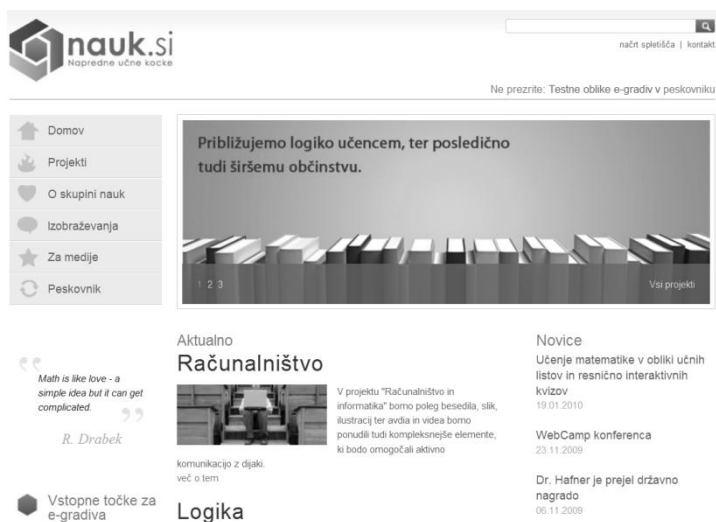 nauk.si
Napredne učne kocke
načrt spletišča | kontakt
Ne prezrite: Testne oblike e-gradiv v peskovniku
Domov
Projekti
O skupini nauk
Izobraževanja
Za medije
Peskovnik
Približujemo logiko učencem, ter posledično
tudi širšemu občinstvu.
1 2 3
Vsi projekti
Math is like love - a
simple idea but it can get
complicated.
R. Drabek
Vstopne točke za
e-gradiva
Aktualno
Računalništvo
V projektu "Računalništvo in
informatika" bomo poleg besedila, slik,
ilustracij ter avdia in videa bomo
ponudili tudi kompleksnejše elemente,
ki bodo omogočali aktivno
komunikacijo z dijaki.
več o tem
Logika
Novice
Učenje matematike v obliki učnih
listov in resnično interaktivnih
kvizov
19.01.2010
WebCamp konferenca
23.11.2009
Dr. Hafner je prejel državno
nagrado
06.11.2009